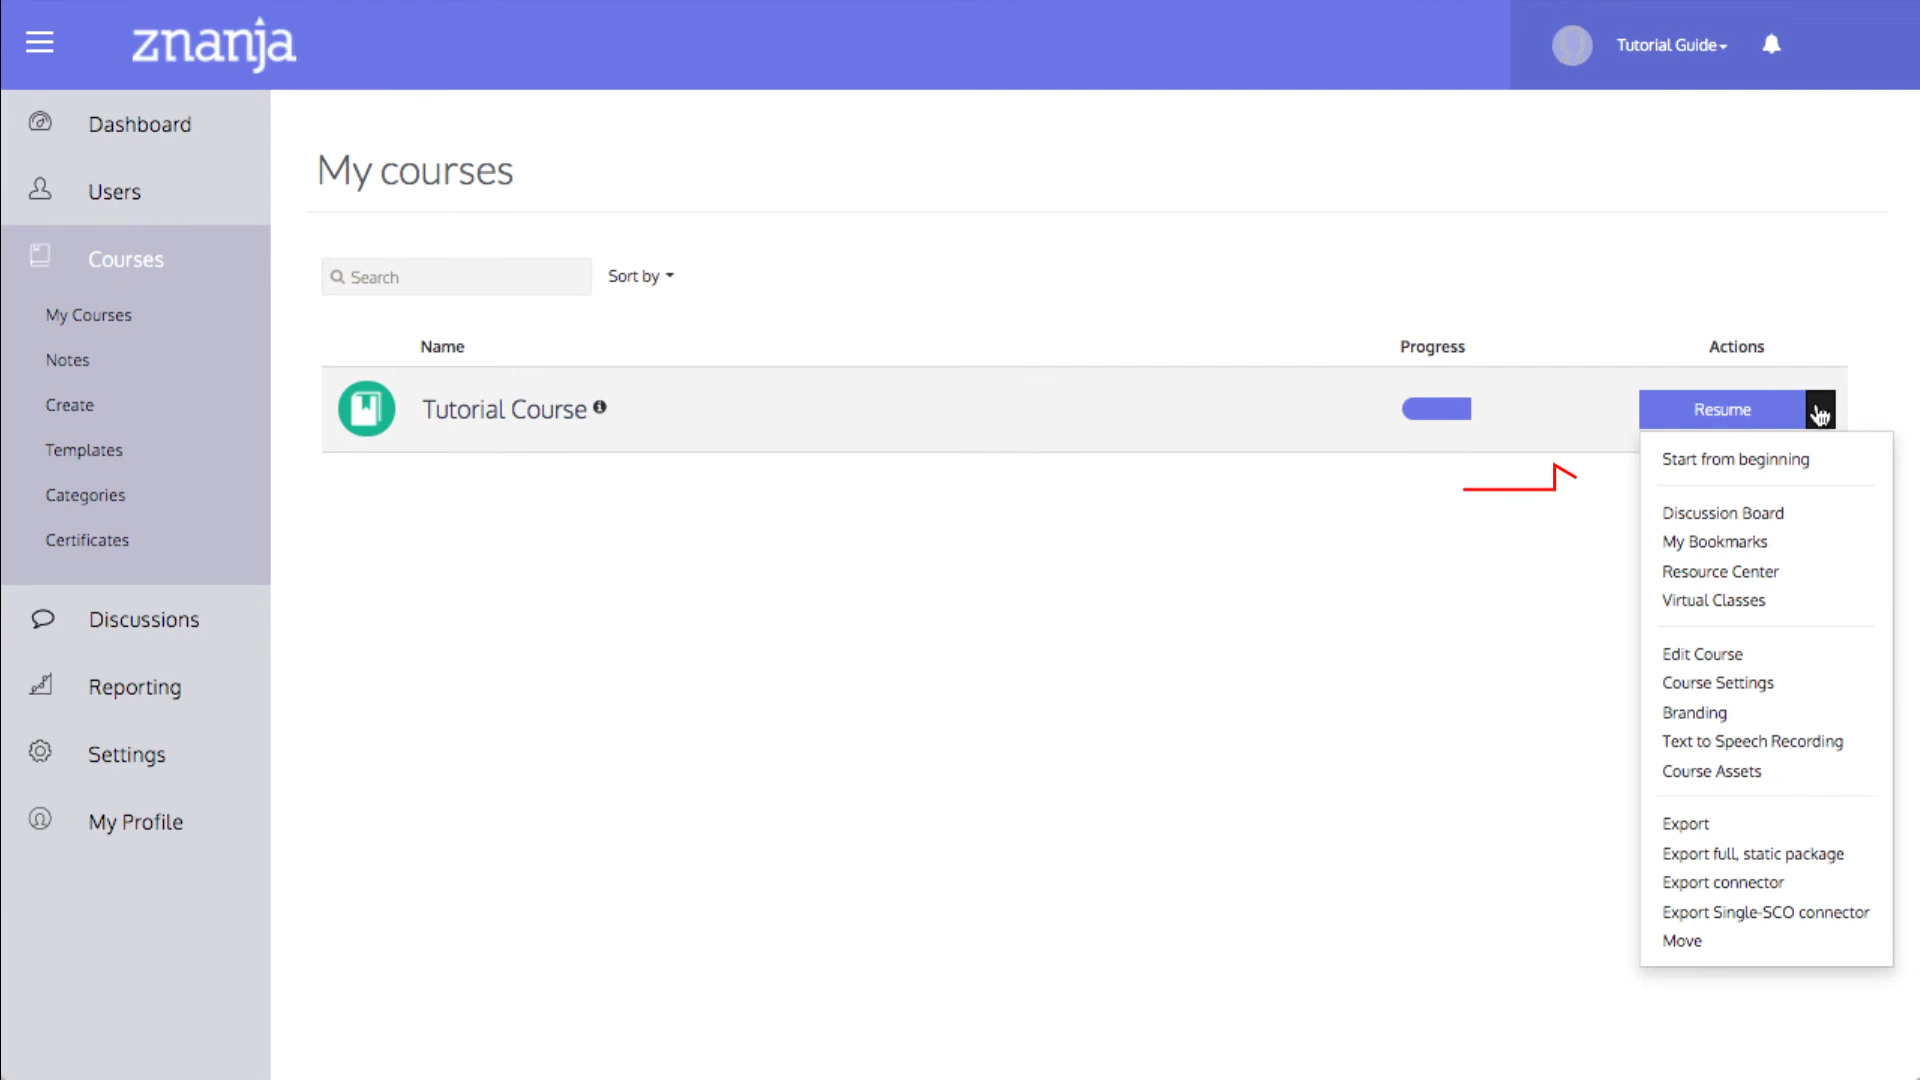 znanja
Tutorial Guide
Dashboard
Users
Courses
My Courses
Notes
Create
Templates
Categories
Certificates
Discussions
Reporting
Settings
My Profile
My courses
Search
Sort by
Name
Progress
Actions
Tutorial Course
Resume
Start from beginning
Discussion Board
My Bookmarks
Resource Center
Virtual Classes
Edit Course
Course Settings
Branding
Text to Speech Recording
Course Assets
Export
Export full, static package
Export connector
Export Single-SCO connector
Move